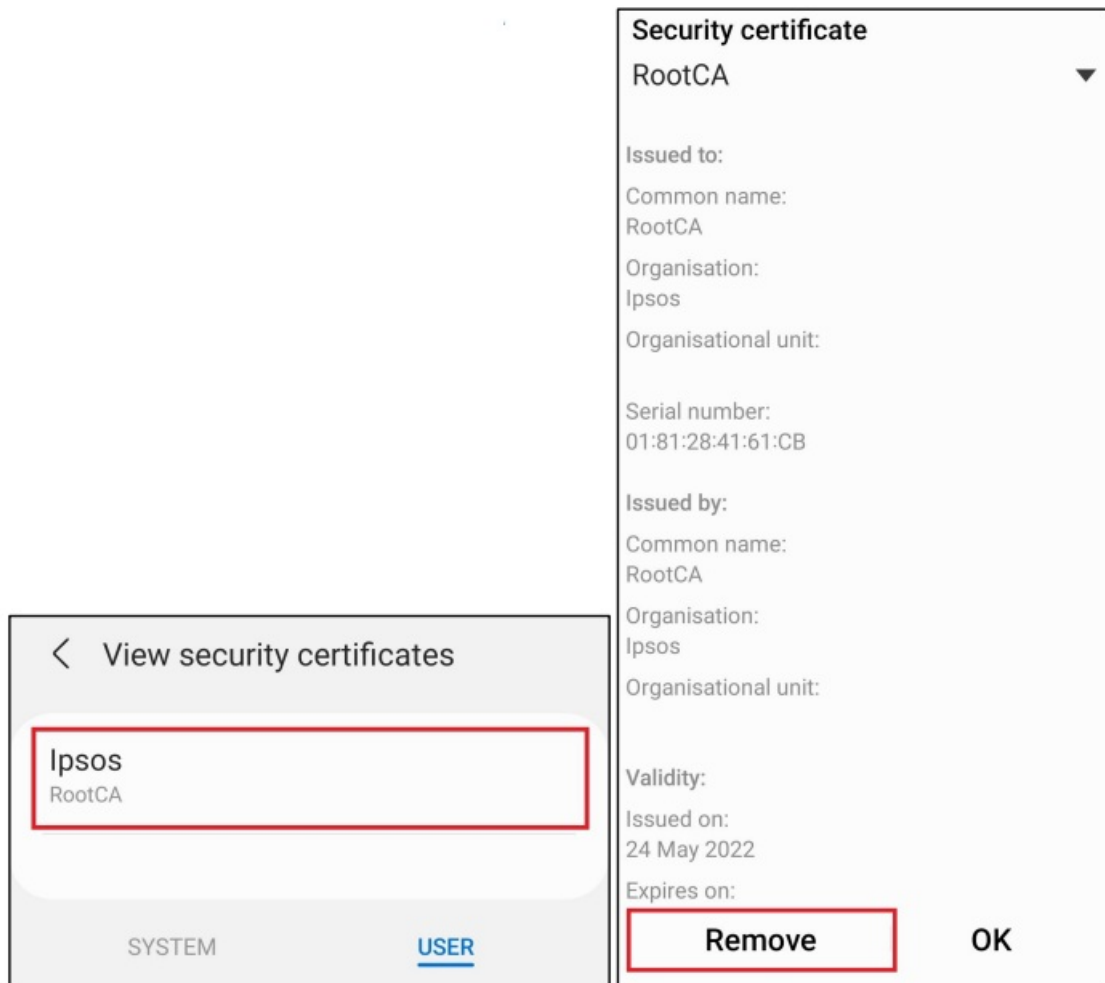 View security certificates
Ipsos
RootCA
SYSTEM
USER
Security certificate
RootCA
Issued to:
Common name:
RootCA
Organisation:
Ipsos
Organisational unit:
Serial number:
01:81:28:41:61:CB
Issued by:
Common name:
RootCA
Organisation:
Ipsos
Organisational unit:
Validity:
Issued on:
24 May 2022
Expires on:
Remove
OK